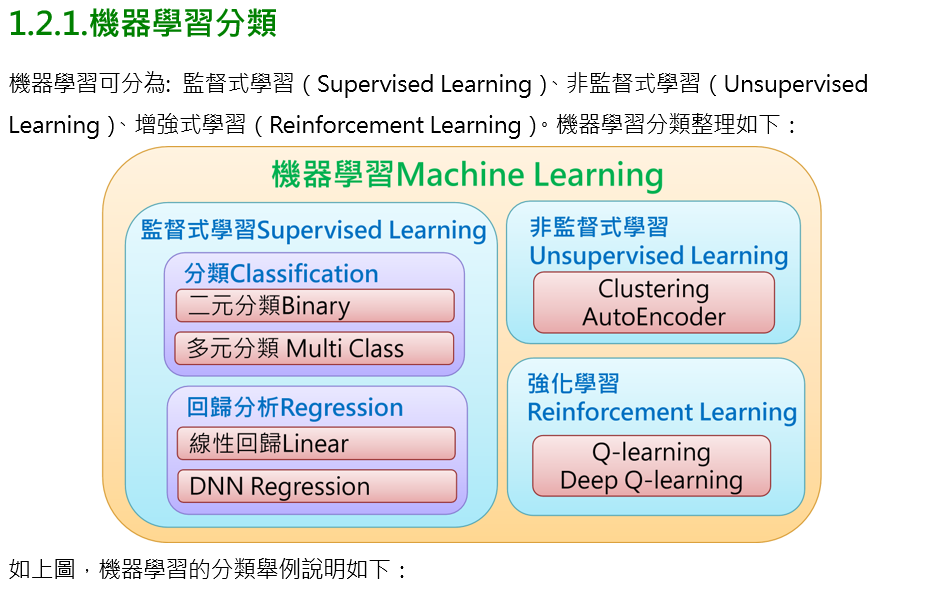 1.2.1.機器學習分類
機器學習可分為: 監督式學習 ( Supervised Learning )、非監督式學習 ( Unsupervised
Learning )、增強式學習 ( Reinforcement Learning )。機器學習分類整理如下：
機器學習Machine Learning
監督式學習Supervised Learning
分類Classification
二元分類Binary
多元分類 Multi Class
回歸分析Regression
線性回歸Linear
DNN Regression
非監督式學習
Unsupervised Learning
Clustering
AutoEncoder
強化學習
Reinforcement Learning
Q-learning
Deep Q-learning
如上圖，機器學習的分類舉例說明如下：